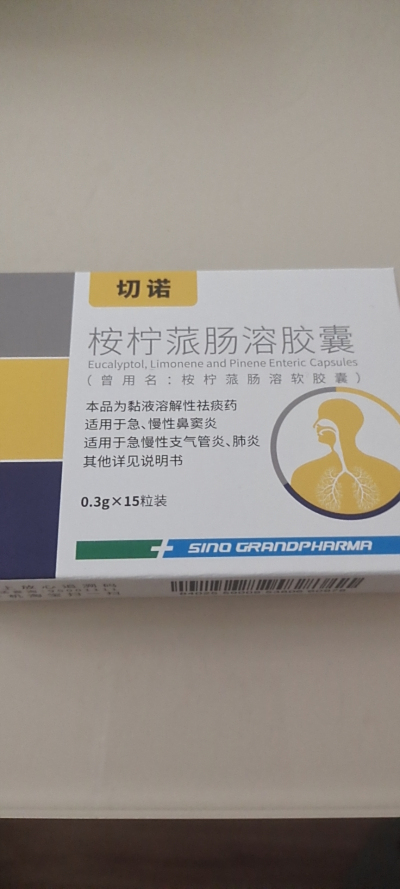 切诺
桉柠蒎肠溶胶囊
Eucalyptol, Limonene and Pinene Enteric Capsules
（曾用名：桉柠蒎肠溶软胶囊）
本品为黏液溶解性祛痰药
适用于急、慢性鼻窦炎
适用于急慢性支气管炎、肺炎
其他详见说明书
0.3g×15粒装
SINO GRANDPHARMA